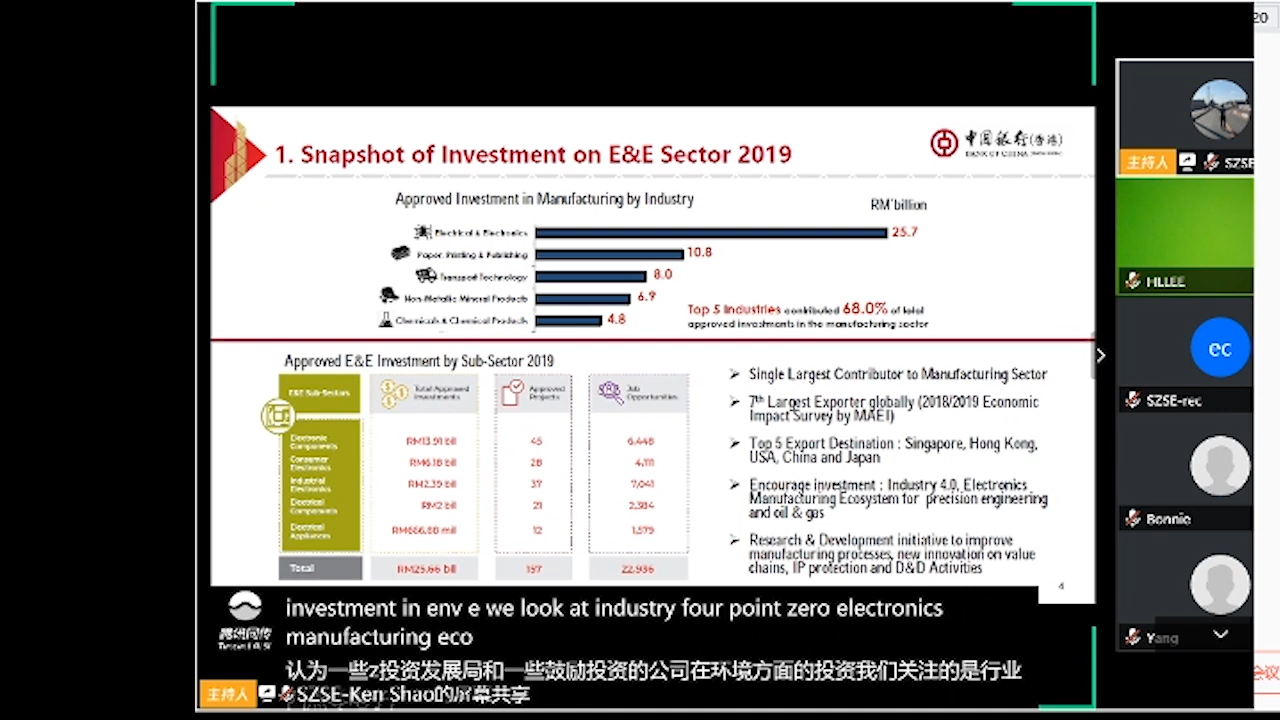 20
1. Snapshot of Investment on E&E Sector 2019
中国银行(香港)
BANK OF CHINA (HONG KONG)
Approved Investment in Manufacturing by Industry
RM'billion
Electrical & Electronics 25.7
Paper, Printing & Publishing 10.8
Transport Technology 8.0
Non-Metallic Mineral Products 6.9
Chemicals & Chemical Products 4.8
Top 5 Industries contributed 68.0% of total
approved investments in the manufacturing sector
Approved E&E Investment by Sub-Sector 2019
E&E Sub-Sectors
Total Approved
Investments
Approved
Projects
Job
Opportunities
Electronic
Components
RM13.91 bil 45 6,448
Consumer
Electronics
RM6.18 bil 28 4,111
Industrial
Electronics
RM2.39 bil 37 7,041
Electrical
Components
RM2 bil 21 2,384
Electrical
Appliances
12
Total RM25.66 bil 157 22,936
➢ Single Largest Contributor to Manufacturing Sector
➢ 7th Largest Exporter globally (2018/2019 Economic
Impact Survey by MAEI)
➢ Top 5 Export Destination : Singapore, Hong Kong,
USA, China and Japan
➢ Encourage investment : Industry 4.0, Electronics
Manufacturing Ecosystem for precision engineering
and oil & gas
➢ Research & Development initiative to improve
manufacturing processes, new innovation on value
chains, IP protection and D&D Activities
4
腾讯同传
investment in env e we look at industry four point zero electronics
manufacturing eco
认为一些z投资发展局和一些鼓励投资的公司在环境方面的投资我们关注的是行业
主持人 SZSE-Ken Shao的屏幕共享
主持人 SZSE
HLLEE
ec
SZSE-rec
Bonnie
Yang
会议